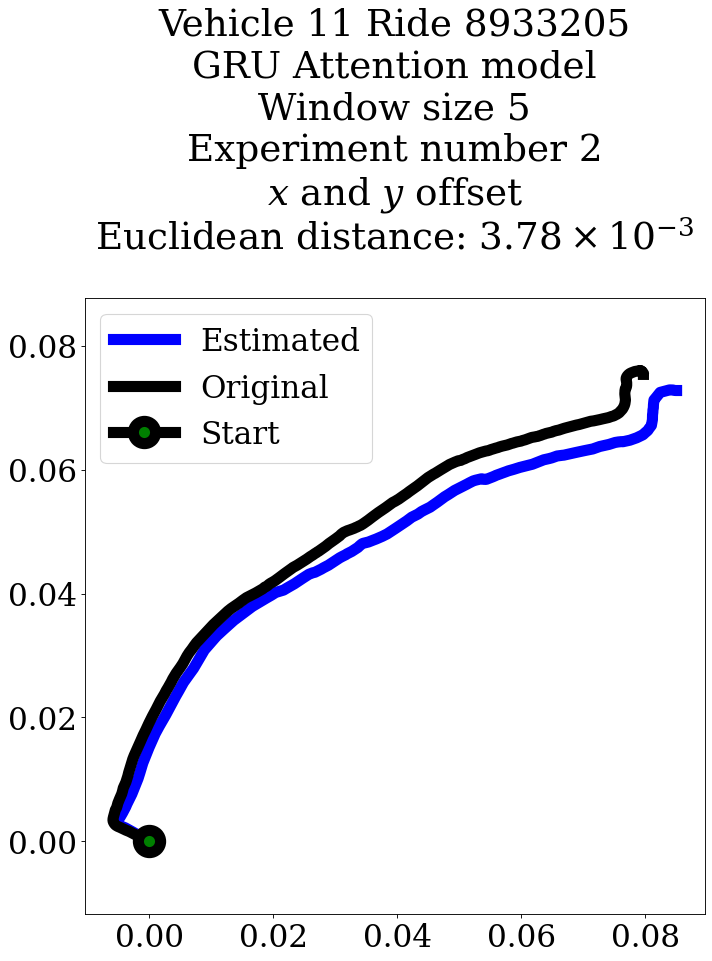 Vehicle 11 Ride 8933205
GRU Attention model
Window size 5
Experiment number 2
x and y offset
Euclidean distance: 3.78 × 10⁻³
Estimated
Original
Start
0.08
0.06
0.04
0.02
0.00
0.00 0.02 0.04 0.06 0.08